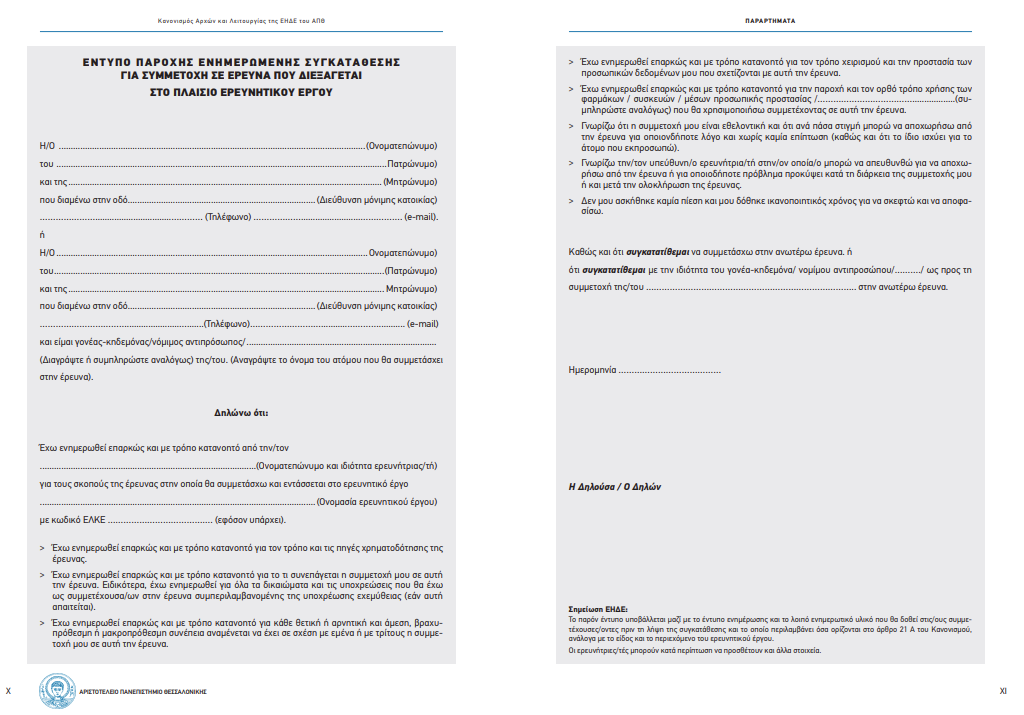 Κανονισμός Αρχών και Λειτουργίας της ΕΗΔΕ του ΑΠΘ
ΕΝΤΥΠΟ ΠΑΡΟΧΗΣ ΕΝΗΜΕΡΩΜΕΝΗΣ ΣΥΓΚΑΤΑΘΕΣΗΣ
ΓΙΑ ΣΥΜΜΕΤΟΧΗ ΣΕ ΕΡΕΥΝΑ ΠΟΥ ΔΙΕΞΑΓΕΤΑΙ
ΣΤΟ ΠΛΑΙΣΙΟ ΕΡΕΥΝΗΤΙΚΟΥ ΕΡΓΟΥ
Η/Ο ........................................ (Ονοματεπώνυμο)
του ........................................ Πατρώνυμο)
και της ........................................ (Μητρώνυμο)
που διαμένω στην οδό........................................ (Διεύθυνση μόνιμης κατοικίας)
........................................ (Τηλέφωνο) ........................................ (e-mail).
ή
Η/Ο ........................................ Ονοματεπώνυμο)
του........................................ (Πατρώνυμο)
και της ........................................ Μητρώνυμο)
που διαμένω στην οδό........................................ (Διεύθυνση μόνιμης κατοικίας)
........................................(Τηλέφωνο)........................................ (e-mail)
και είμαι γονέας-κηδεμόνας/νόμιμος αντιπρόσωπος/ ........................................
(Διαγράψτε ή συμπληρώστε αναλόγως) της/του. (Αναγράψτε το όνομα του ατόμου που θα συμμετάσχει
στην έρευνα).
Δηλώνω ότι:
Έχω ενημερωθεί επαρκώς και με τρόπο κατανοητό από την/τον
........................................(Ονοματεπώνυμο και ιδιότητα ερευνήτριας/τή)
για τους σκοπούς της έρευνας στην οποία θα συμμετάσχω και εντάσσεται στο ερευνητικό έργο
........................................ (Ονομασία ερευνητικού έργου)
με κωδικό ΕΛΚΕ ........................................ (εφόσον υπάρχει).
> Έχω ενημερωθεί επαρκώς και με τρόπο κατανοητό για τον τρόπο και τις πηγές χρηματοδότησης της
έρευνας.
> Έχω ενημερωθεί επαρκώς και με τρόπο κατανοητό για το τι συνεπάγεται η συμμετοχή μου σε αυτή
την έρευνα. Ειδικότερα, έχω ενημερωθεί για όλα τα δικαιώματα και τις υποχρεώσεις που θα έχω
ως συμμετέχουσα/ων στην έρευνα συμπεριλαμβανομένης της υποχρέωσης εχεμύθειας (εάν αυτή
απαιτείται).
> Έχω ενημερωθεί επαρκώς και με τρόπο κατανοητό για κάθε θετική ή αρνητική και άμεση, βραχυ-
πρόθεσμη ή μακροπρόθεσμη συνέπεια αναμένεται να έχει σε σχέση με εμένα ή με τρίτους η συμμε-
τοχή μου σε αυτή την έρευνα.
X
ΑΡΙΣΤΟΤΕΛΕΙΟ ΠΑΝΕΠΙΣΤΗΜΙΟ ΘΕΣΣΑΛΟΝΙΚΗΣ
ΠΑΡΑΡΤΗΜΑΤΑ
> Έχω ενημερωθεί επαρκώς και με τρόπο κατανοητό για τον τρόπο χειρισμού και την προστασία των
προσωπικών δεδομένων μου που σχετίζονται με αυτή την έρευνα.
> Έχω ενημερωθεί επαρκώς και με τρόπο κατανοητό για την παροχή και τον ορθό τρόπο χρήσης των
φαρμάκων / συσκευών / μέσων προσωπικής προστασίας /........................................(συ-
μπληρώστε αναλόγως) που θα χρησιμοποιήσω συμμετέχοντας σε αυτή την έρευνα.
> Γνωρίζω ότι η συμμετοχή μου είναι εθελοντική και ότι ανά πάσα στιγμή μπορώ να αποχωρήσω από
την έρευνα για οποιονδήποτε λόγο και χωρίς καμία επίπτωση (καθώς και ότι το ίδιο ισχύει για το
άτομο που εκπροσωπώ).
> Γνωρίζω την/τον υπεύθυνη/ο ερευνήτρια/τή στην/ον οποία/ο μπορώ να απευθυνθώ για να αποχω-
ρήσω από την έρευνα ή για οποιοδήποτε πρόβλημα προκύψει κατά τη διάρκεια της συμμετοχής μου
ή και μετά την ολοκλήρωση της έρευνας.
> Δεν μου ασκήθηκε καμία πίεση και μου δόθηκε ικανοποιητικός χρόνος για να σκεφτώ και να αποφα-
σίσω.
Καθώς και ότι συγκατατίθεμαι να συμμετάσχω στην ανωτέρω έρευνα. ή
ότι συγκατατίθεμαι με την ιδιότητα του γονέα-κηδεμόνα/ νομίμου αντιπροσώπου/........../ ως προς τη
συμμετοχή της/του ........................................ στην ανωτέρω έρευνα.
Ημερομηνία ........................................
Η Δηλούσα / Ο Δηλών
Σημείωση ΕΗΔΕ:
Το παρόν έντυπο υποβάλλεται μαζί με το έντυπο ενημέρωσης και το λοιπό ενημερωτικό υλικό που θα δοθεί στις/ους συμμε-
τέχουσες/οντες πριν τη λήψη της συγκατάθεσης και το οποίο περιλαμβάνει όσα ορίζονται στο άρθρο 21 Α του Κανονισμού,
ανάλογα με το είδος και το περιεχόμενο του ερευνητικού έργου.
Οι ερευνήτριες/τές μπορούν κατά περίπτωση να προσθέτουν και άλλα στοιχεία.
XI